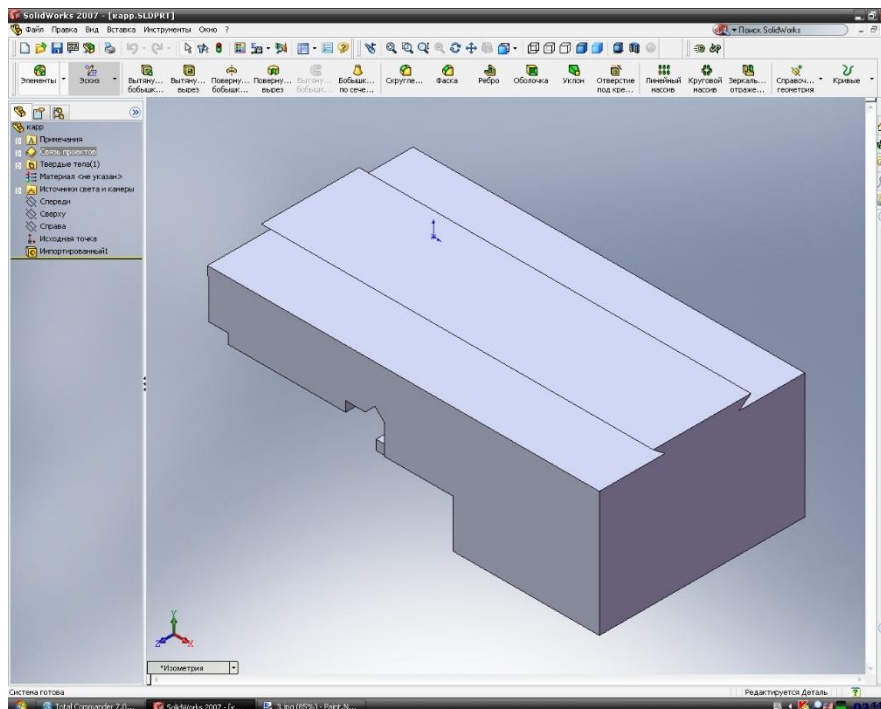 SolidWorks 2007 - [карр.SLDPRT]
Файл Правка Вид Вставка Инструменты Окно ?
Поиск SolidWorks
Элементы Эскиз Вытяну... бобышк... Вытяну... вырез Поверну... бобышк... Поверну... вырез Вытяну... бобышк... Бобышк... по сече... Скругле... Фаска Ребро Оболочка Уклон Отверстие под кре... Линейный массив Круговой массив Зеркаль... отраже... Справоч... геометрия Кривые
карр
Примечания
Связь проектов
Твердые тела(1)
Материал <не указан>
Источники света и камеры
Спереди
Сверху
Справа
Исходная точка
Импортированный1
Y
Z
X
*Изометрия
Система готова
Редактируется Деталь
Total Commander 7.0...
SolidWorks 2007 - [к...
3.jpg (85%) - Paint.N...
EN